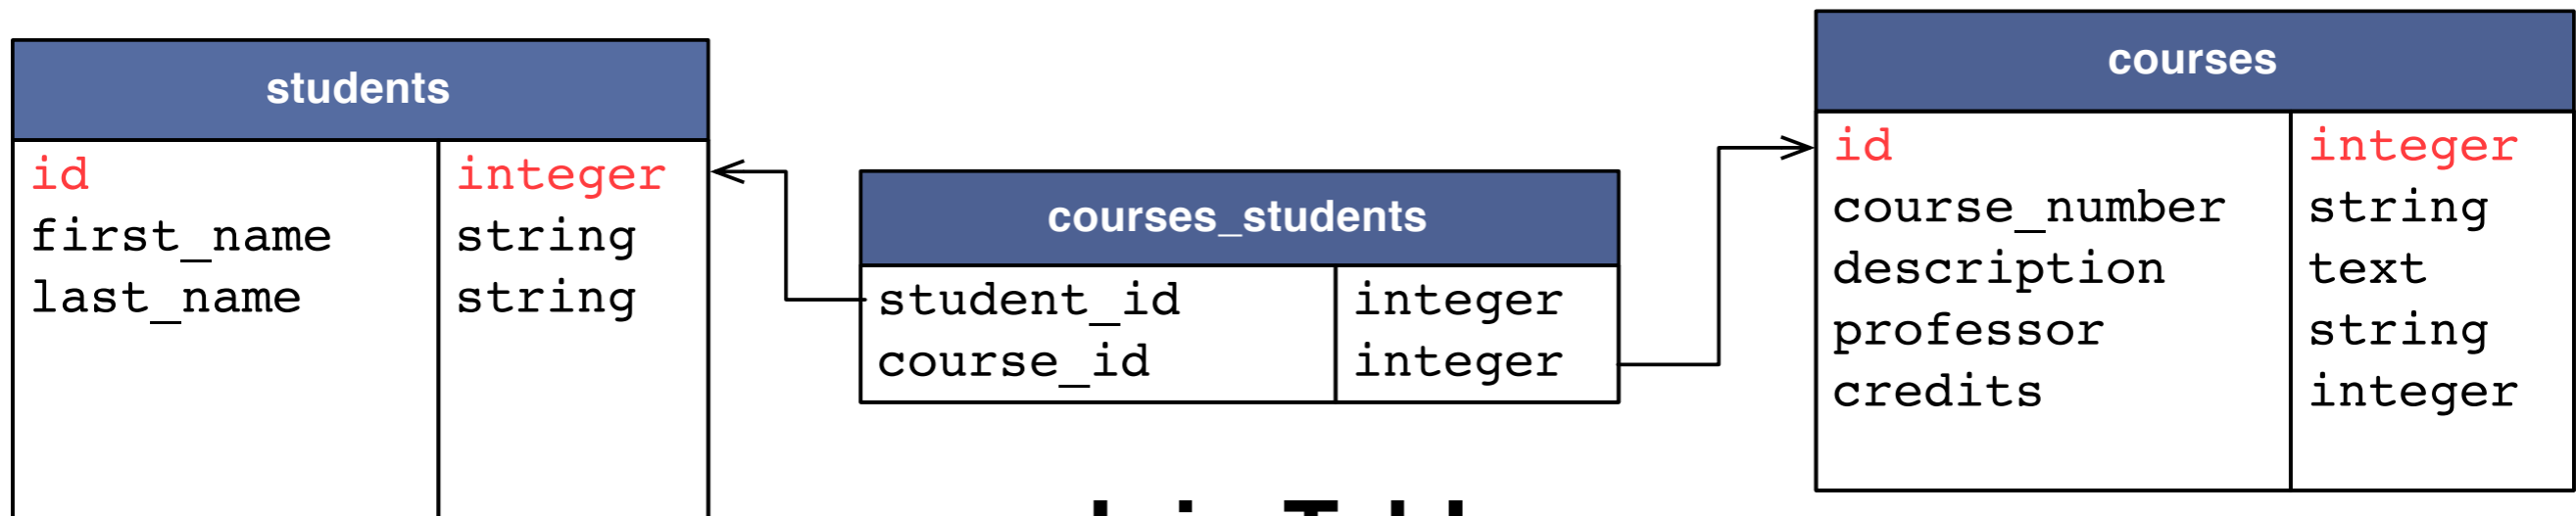 students
id integer
first_name string
last_name string
courses_students
student_id integer
course_id integer
courses
id integer
course_number string
description text
professor string
credits integer